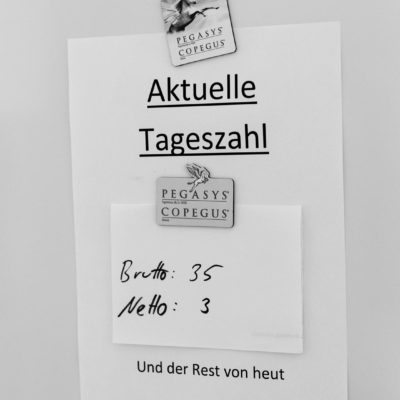 PEGASYS®
COPEGUS®
Aktuelle
Tageszahl
PEGASYS®
COPEGUS®
Brutto: 35
Netto: 3
Und der Rest von heut